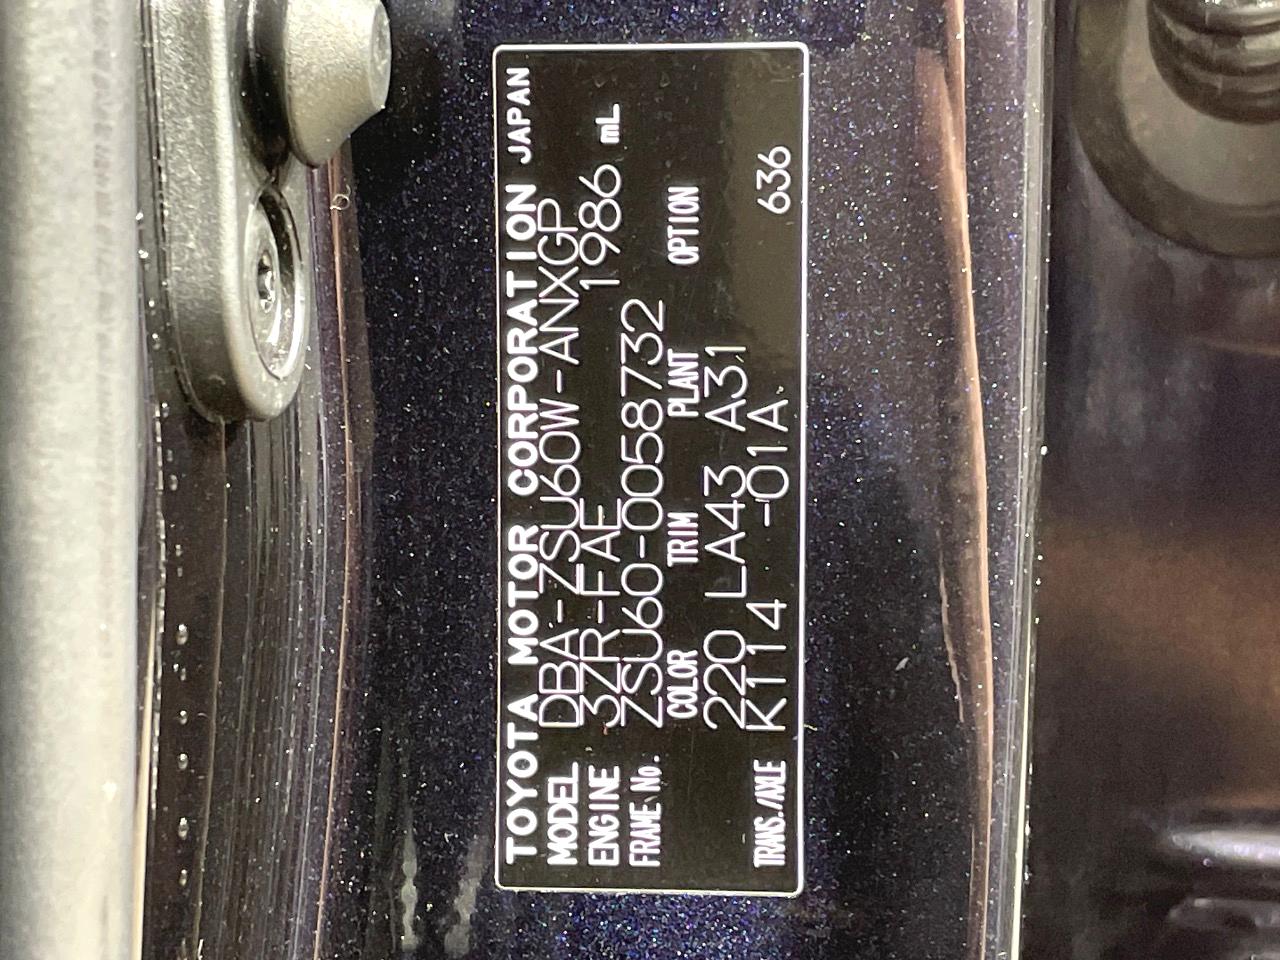 TOYOTA MOTOR CORPORATION JAPAN
MODEL DBA-ZSU60W-ANXGP
ENGINE 3ZR-FAE 1986 mL
FRAME No. ZSU60-0058732
COLOR TRIM PLANT OPTION
220 LA43 A31
TRANS./AXLE K114 -01A 636